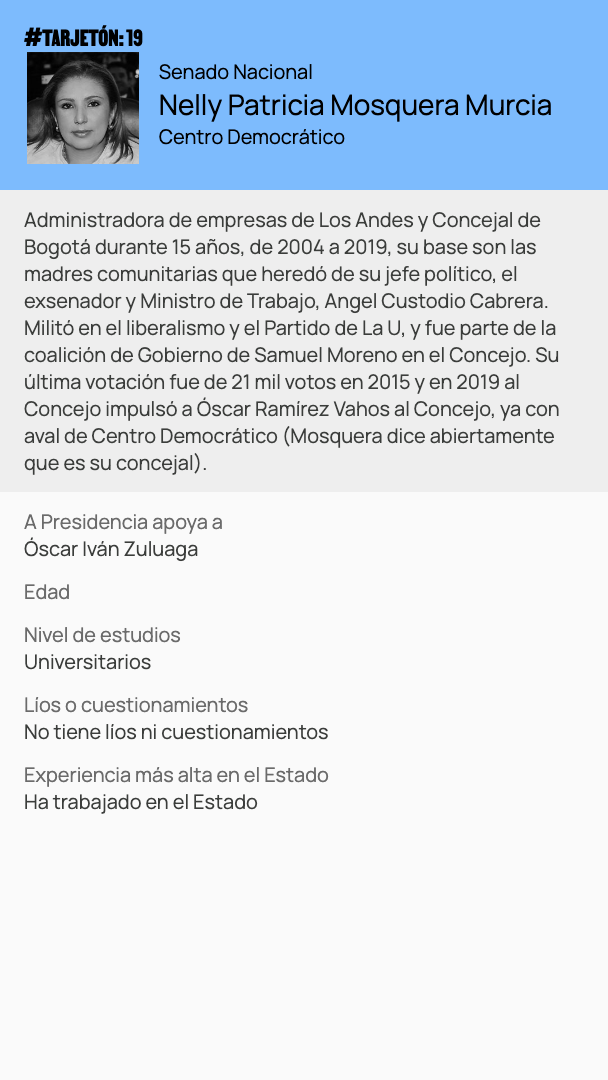 #TARJETÓN: 19
Senado Nacional
Nelly Patricia Mosquera Murcia
Centro Democrático
Administradora de empresas de Los Andes y Concejal de
Bogotá durante 15 años, de 2004 a 2019, su base son las
madres comunitarias que heredó de su jefe político, el
exsenador y Ministro de Trabajo, Angel Custodio Cabrera.
Militó en el liberalismo y el Partido de La U, y fue parte de la
coalición de Gobierno de Samuel Moreno en el Concejo. Su
última votación fue de 21 mil votos en 2015 y en 2019 al
Concejo impulsó a Óscar Ramírez Vahos al Concejo, ya con
aval de Centro Democrático (Mosquera dice abiertamente
que es su concejal).
A Presidencia apoya a
Óscar Iván Zuluaga
Edad
Nivel de estudios
Universitarios
Líos o cuestionamientos
No tiene líos ni cuestionamientos
Experiencia más alta en el Estado
Ha trabajado en el Estado